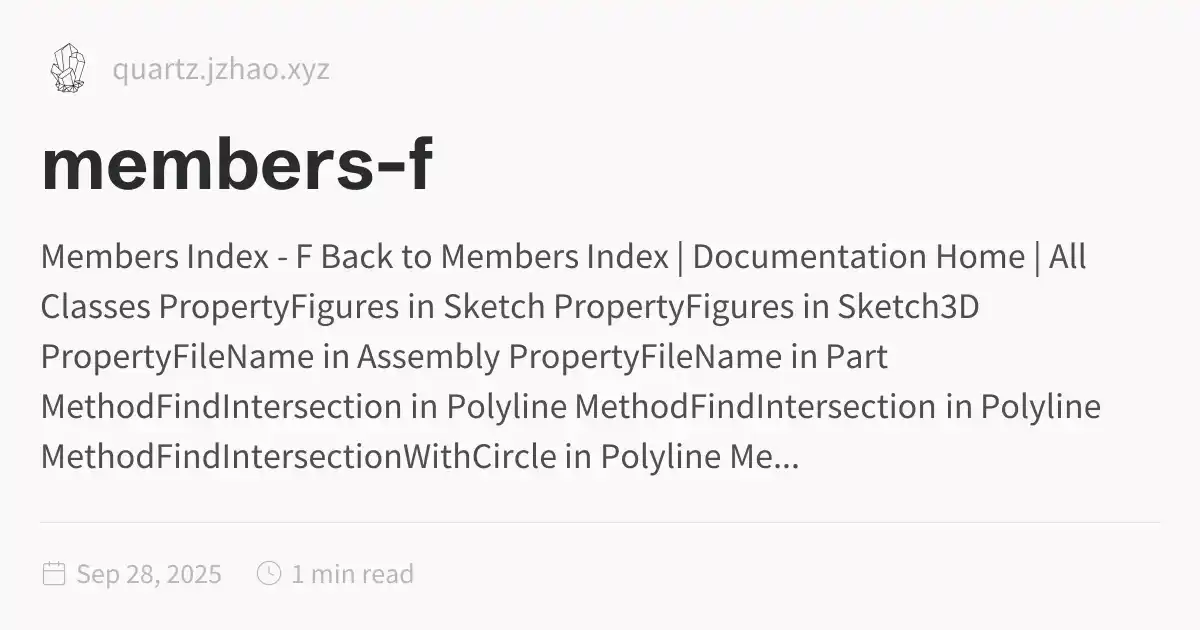 quartz.jzhao.xyz
members-f
Members Index - F Back to Members Index | Documentation Home | All
Classes PropertyFigures in Sketch PropertyFigures in Sketch3D
PropertyFileName in Assembly PropertyFileName in Part
MethodFindIntersection in Polyline MethodFindIntersection in Polyline
MethodFindIntersectionWithCircle in Polyline Me...
Sep 28, 2025 1 min read